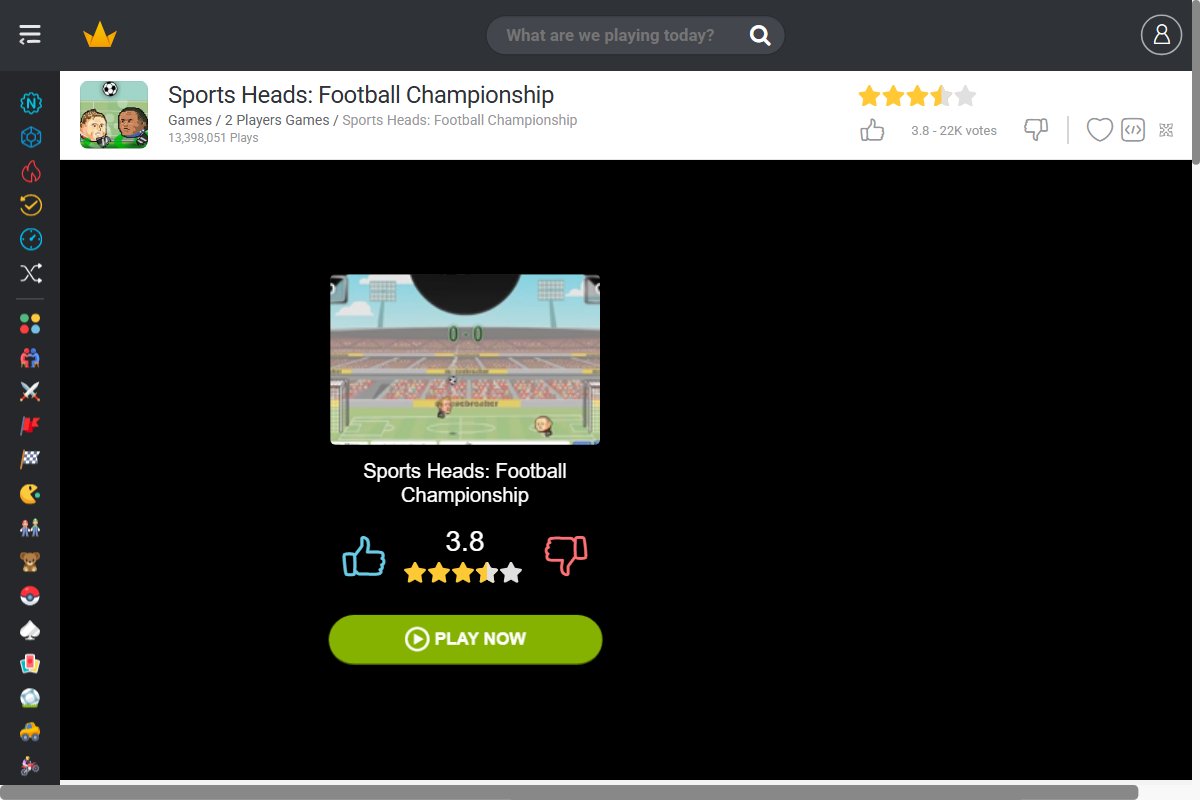 What are we playing today?
Sports Heads: Football Championship
Games / 2 Players Games / Sports Heads: Football Championship
13,398,051 Plays
3.8 - 22K votes
N
0 - 0
Sports Heads: Football
Championship
3.8
PLAY NOW